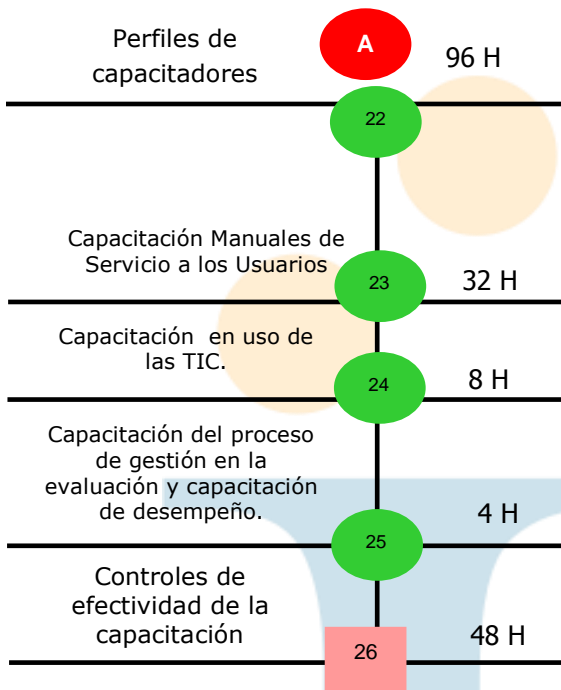 Perfiles de
capacitadores
A
96 H
22
Capacitación Manuales de
Servicio a los Usuarios
23
32 H
Capacitación en uso de
las TIC.
24
8 H
Capacitación del proceso
de gestión en la
evaluación y capacitación
de desempeño.
25
4 H
Controles de
efectividad de la
capacitación
26
48 H